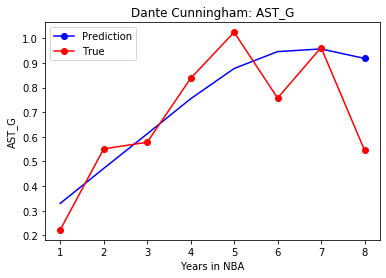 Dante Cunningham: AST_G
Prediction
True
AST_G
1.0
0.9
0.8
0.7
0.6
0.5
0.4
0.3
0.2
1 2 3 4 5 6 7 8
Years in NBA